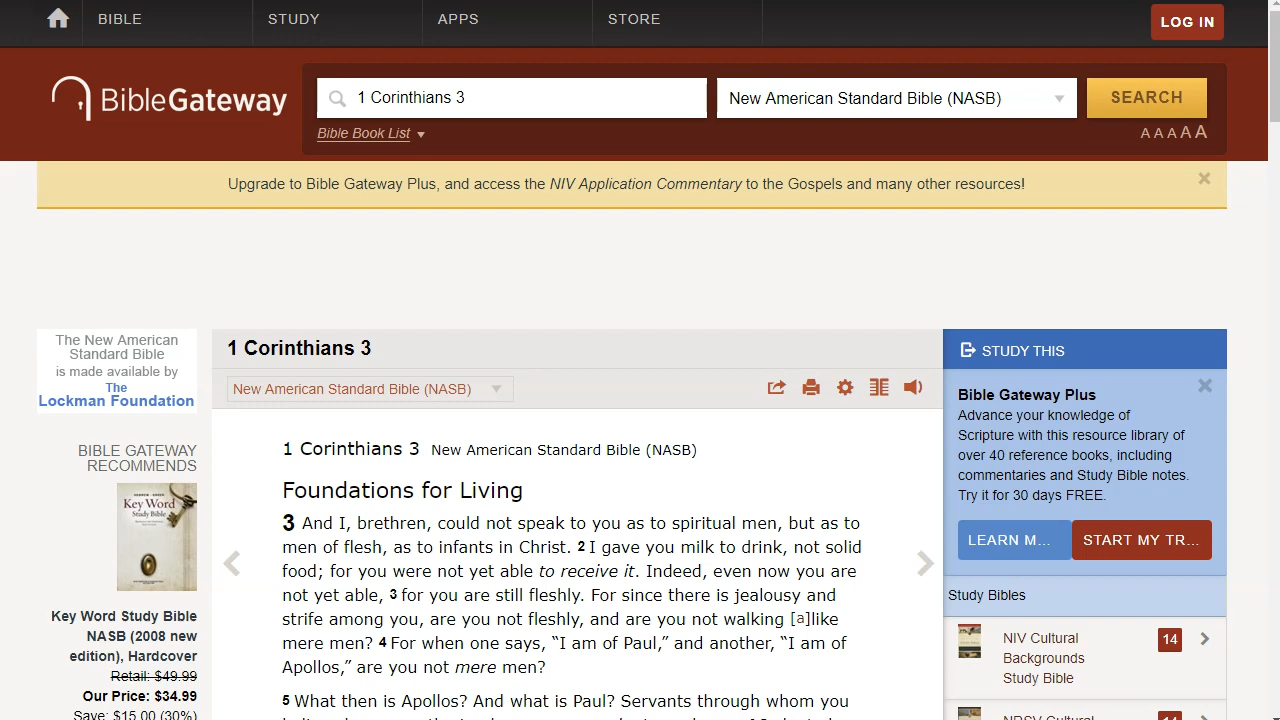 BIBLE
STUDY
APPS
STORE
LOG IN
BibleGateway
1 Corinthians 3
New American Standard Bible (NASB)
SEARCH
Bible Book List
A A A A A
Upgrade to Bible Gateway Plus, and access the NIV Application Commentary to the Gospels and many other resources!
The New American
Standard Bible
is made available by
The
Lockman Foundation
BIBLE GATEWAY
RECOMMENDS
Key Word
Study Bible
Key Word Study Bible
NASB (2008 new
edition), Hardcover
Retail: $49.99
Our Price: $34.99
Save: $15.00 (30%)
1 Corinthians 3
New American Standard Bible (NASB)
1 Corinthians 3 New American Standard Bible (NASB)
Foundations for Living
3 And I, brethren, could not speak to you as to spiritual men, but as to
men of flesh, as to infants in Christ. 2 I gave you milk to drink, not solid
food; for you were not yet able to receive it. Indeed, even now you are
not yet able, 3 for you are still fleshly. For since there is jealousy and
strife among you, are you not fleshly, and are you not walking [a]like
mere men? 4 For when one says, “I am of Paul,” and another, “I am of
Apollos,” are you not mere men?
5 What then is Apollos? And what is Paul? Servants through whom you
STUDY THIS
Bible Gateway Plus
Advance your knowledge of
Scripture with this resource library of
over 40 reference books, including
commentaries and Study Bible notes.
Try it for 30 days FREE.
LEARN M...
START MY TR...
Study Bibles
NIV Cultural
Backgrounds
Study Bible
14
NRSV Cultural
14